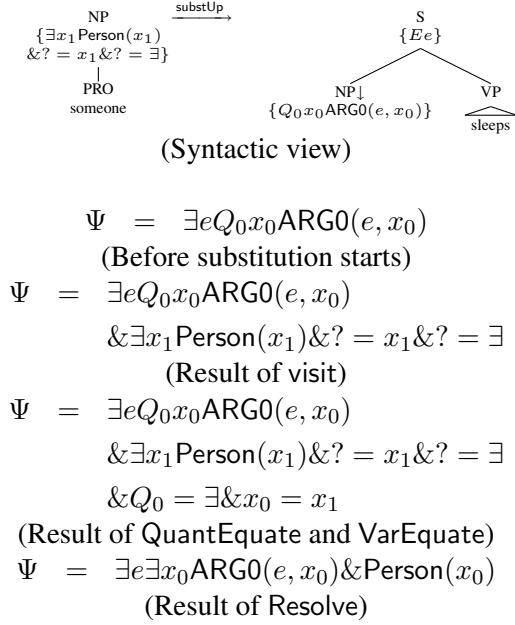 NP substUp S
{∃x₁Person(x₁) {Ee}
&? = x₁&? = ∃}
PRO NP↓ VP
someone {Q₀x₀ARG0(e, x₀)} sleeps
(Syntactic view)
Ψ = ∃eQ₀x₀ARG0(e, x₀)
(Before substitution starts)
Ψ = ∃eQ₀x₀ARG0(e, x₀)
&∃x₁Person(x₁)&? = x₁&? = ∃
(Result of visit)
Ψ = ∃eQ₀x₀ARG0(e, x₀)
&∃x₁Person(x₁)&? = x₁&? = ∃
&Q₀ = ∃&x₀ = x₁
(Result of QuantEquate and VarEquate)
Ψ = ∃e∃x₀ARG0(e, x₀)&Person(x₀)
(Result of Resolve)